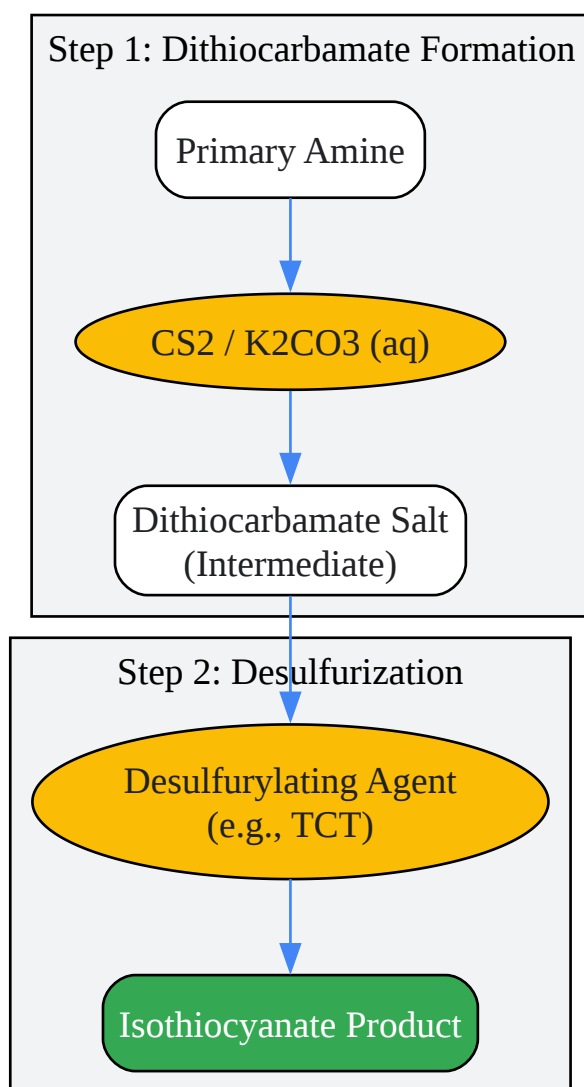 Step 1: Dithiocarbamate Formation
Primary Amine
CS2 / K2CO3 (aq)
Dithiocarbamate Salt
(Intermediate)
Step 2: Desulfurization
Desulfurylating Agent
(e.g., TCT)
Isothiocyanate Product